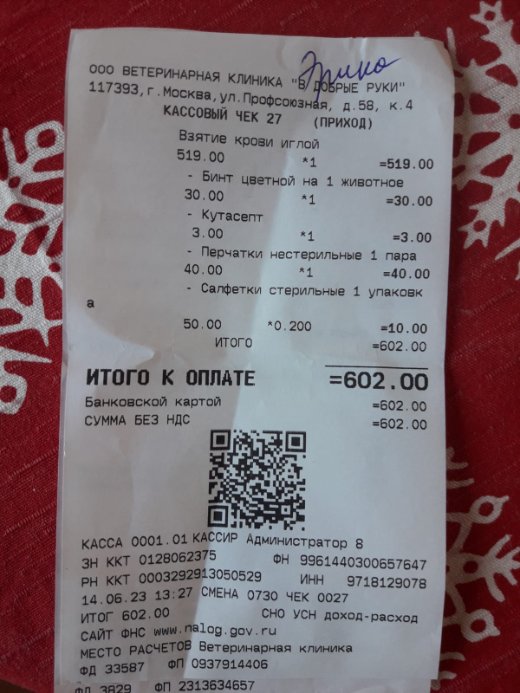 Эрика
ООО ВЕТЕРИНАРНАЯ КЛИНИКА "В ДОБРЫЕ РУКИ"
117393,г.Москва,ул.Профсоюзная, д.58, к.4
КАССОВЫЙ ЧЕК 27 (ПРИХОД)
Взятие крови иглой
519.00 *1 =519.00
- Бинт цветной на 1 животное
30.00 *1 =30.00
- Кутасепт
3.00 *1 =3.00
- Перчатки нестерильные 1 пара
40.00 *1 =40.00
- Салфетки стерильные 1 упаковк
а
50.00 *0.200 =10.00
ИТОГО =602.00
ИТОГО К ОПЛАТЕ =602.00
Банковской картой =602.00
СУММА БЕЗ НДС =602.00
КАССА 0001.01 КАССИР Администратор 8
ЗН ККТ 0128062375 ФН 9961440300657647
РН ККТ 0003292913050529 ИНН 9718129078
14.06.23 13:27 СМЕНА 0730 ЧЕК 0027
ИТОГ 602.00 СНО УСН доход-расход
САЙТ ФНС www.nalog.gov.ru
МЕСТО РАСЧЕТОВ Ветеринарная клиника
ФД 33587 ФП 0937914406
ФД 3829 ФП 2313634657